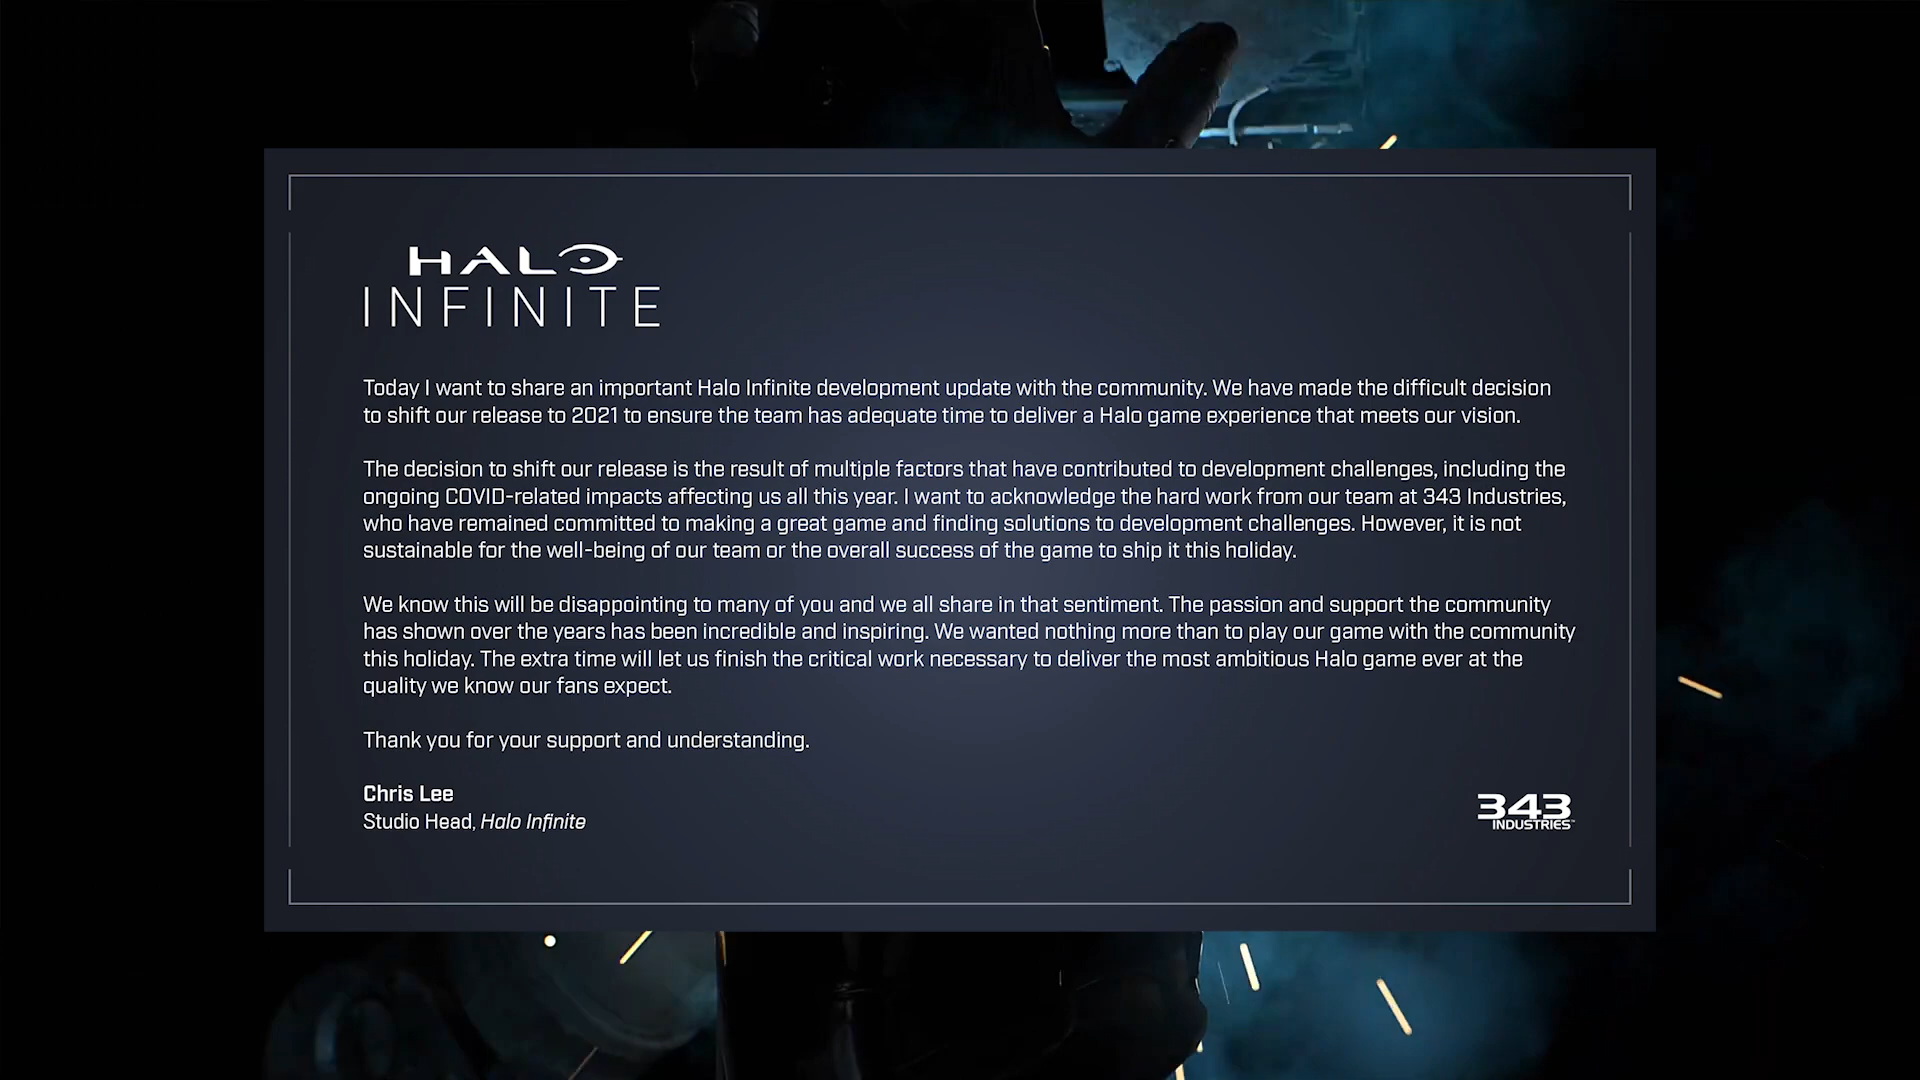 HALO
INFINITE
Today I want to share an important Halo Infinite development update with the community. We have made the difficult decision
to shift our release to 2021 to ensure the team has adequate time to deliver a Halo game experience that meets our vision.
The decision to shift our release is the result of multiple factors that have contributed to development challenges, including the
ongoing COVID-related impacts affecting us all this year. I want to acknowledge the hard work from our team at 343 Industries,
who have remained committed to making a great game and finding solutions to development challenges. However, it is not
sustainable for the well-being of our team or the overall success of the game to ship it this holiday.
We know this will be disappointing to many of you and we all share in that sentiment. The passion and support the community
has shown over the years has been incredible and inspiring. We wanted nothing more than to play our game with the community
this holiday. The extra time will let us finish the critical work necessary to deliver the most ambitious Halo game ever at the
quality we know our fans expect.
Thank you for your support and understanding.
Chris Lee
Studio Head, Halo Infinite
343
INDUSTRIES™